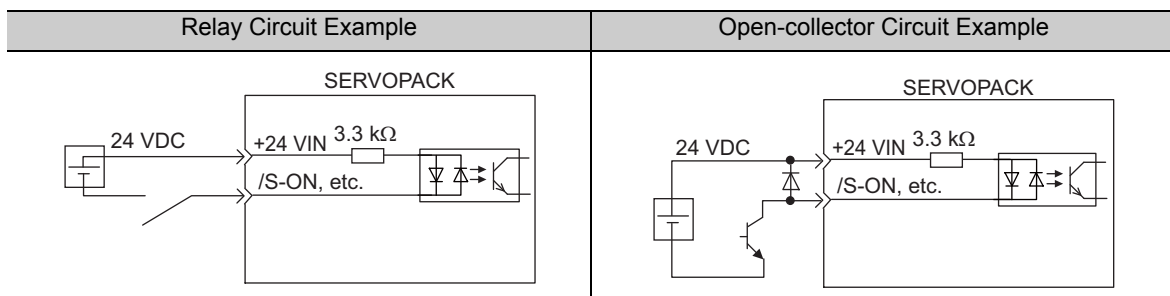 Relay Circuit Example
Open-collector Circuit Example
SERVOPACK
24 VDC
+24 VIN
3.3 kΩ
/S-ON, etc.
SERVOPACK
24 VDC
+24 VIN
3.3 kΩ
/S-ON, etc.